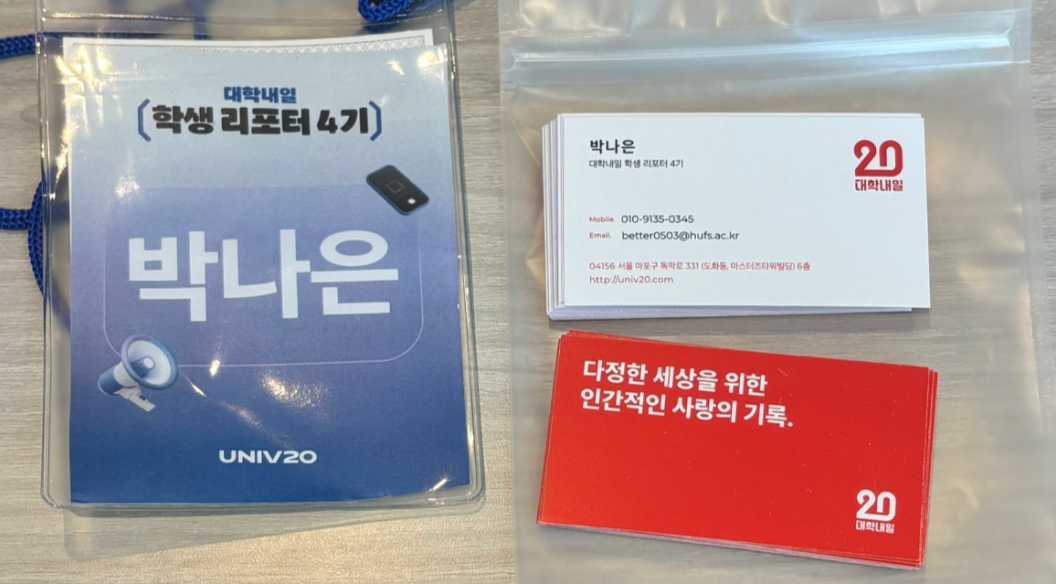 대학내일
(학생 리포터 4기)
박나은
UNIV20
박나은
대학내일 학생 리포터 4기
20
대학내일
Mobile. 010-9135-0345
Email. better0503@hufs.ac.kr
04156 서울 마포구 독막로 331 (도화동, 마스터즈타워빌딩) 6층
http://univ20.com
다정한 세상을 위한
인간적인 사랑의 기록.
20
대학내일